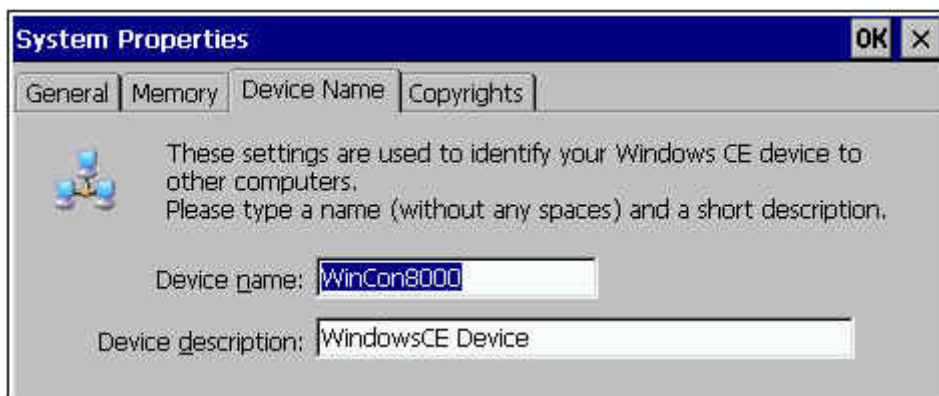 System Properties OK ×
General Memory Device Name Copyrights
These settings are used to identify your Windows CE device to
other computers.
Please type a name (without any spaces) and a short description.
Device name: WinCon8000
Device description: WindowsCE Device